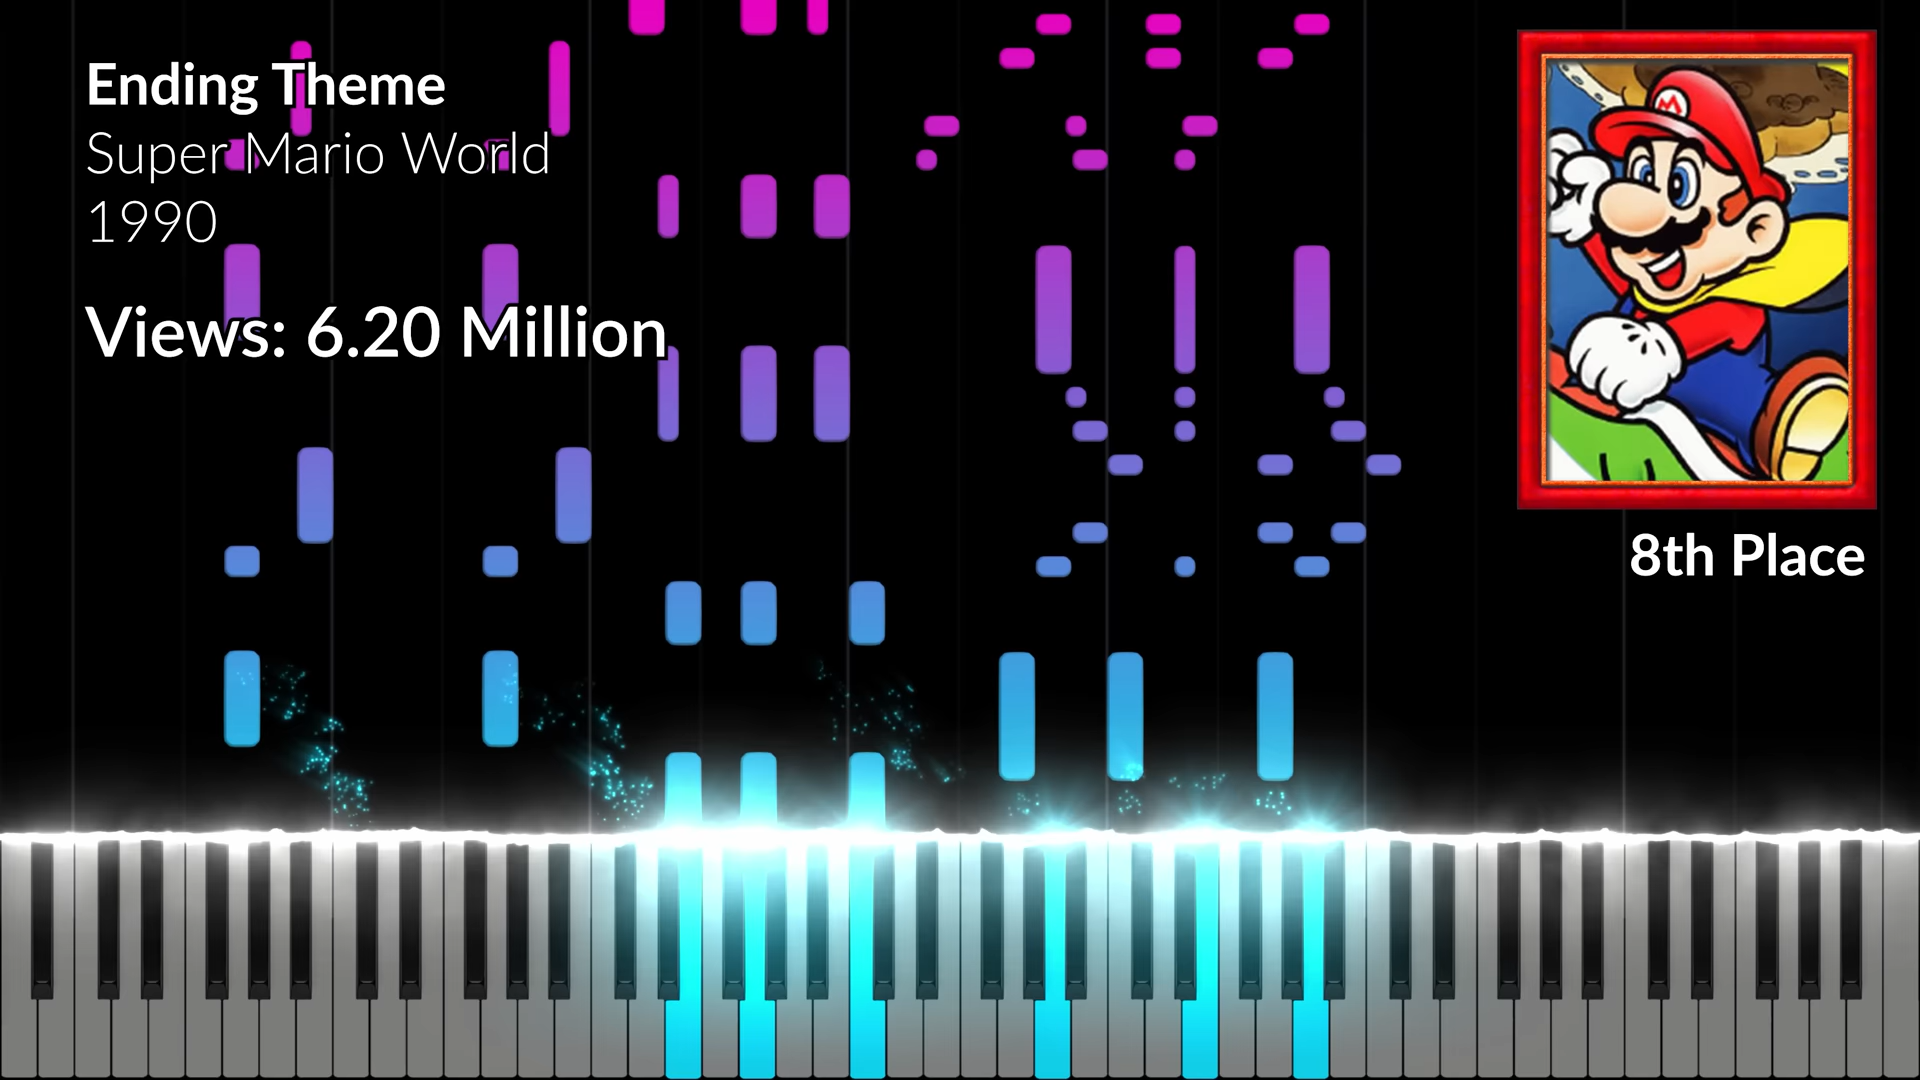 Ending Theme
Super Mario World
1990
Views: 6.20 Million
M
8th Place